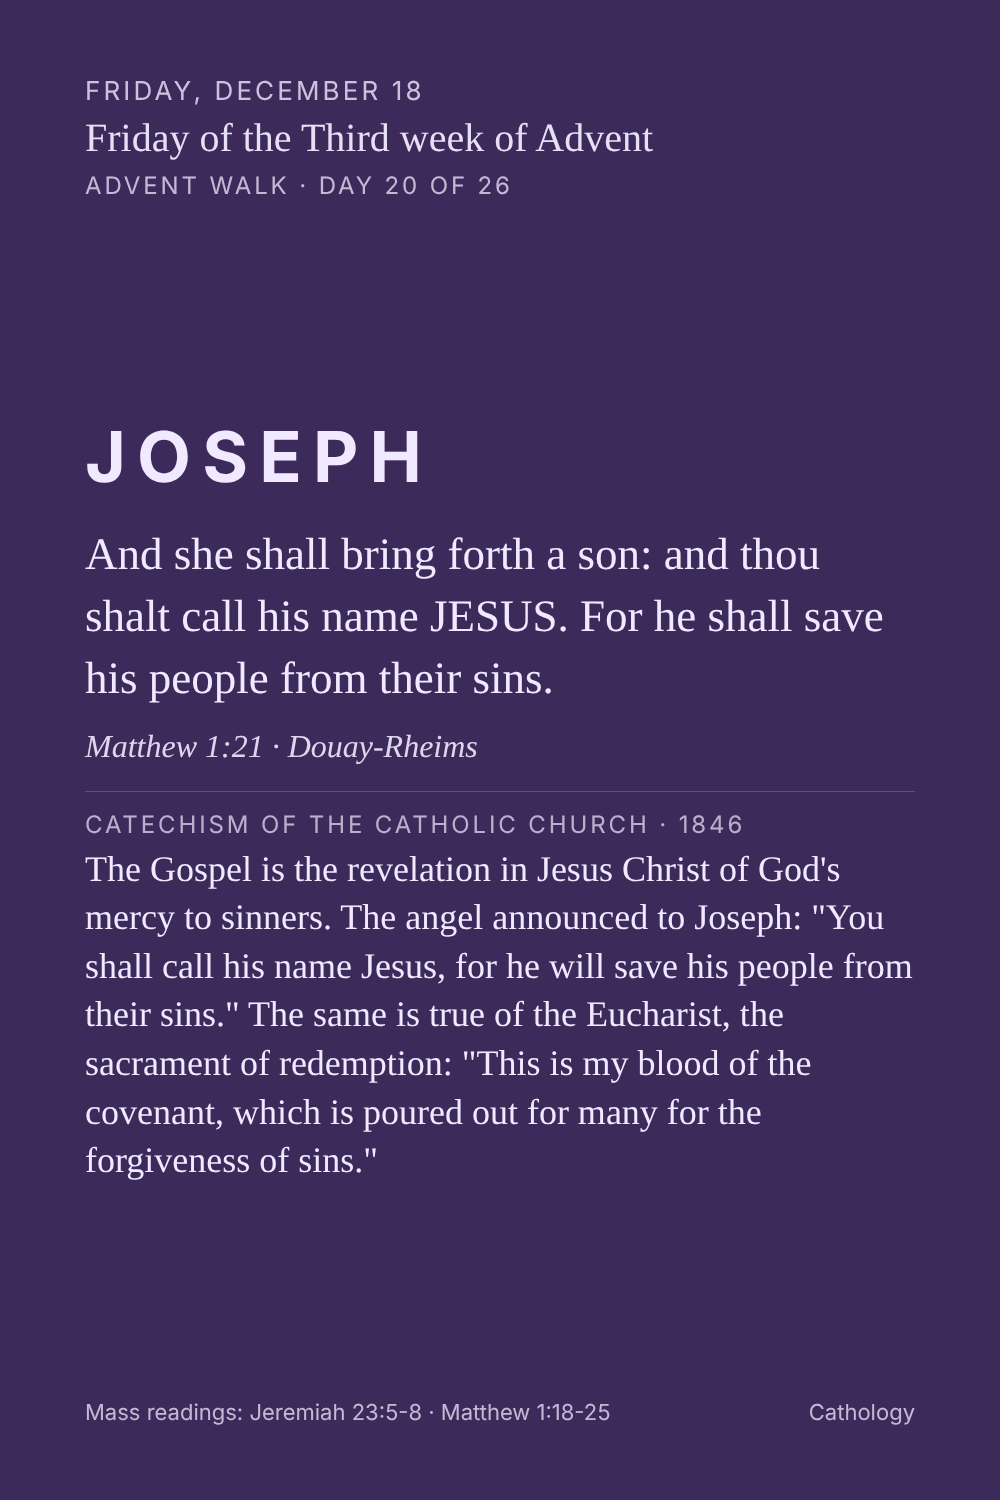 FRIDAY, DECEMBER 18
Friday of the Third week of Advent
ADVENT WALK · DAY 20 OF 26
JOSEPH
And she shall bring forth a son: and thou
shalt call his name JESUS. For he shall save
his people from their sins.
Matthew 1:21 · Douay-Rheims
CATECHISM OF THE CATHOLIC CHURCH · 1846
The Gospel is the revelation in Jesus Christ of God's
mercy to sinners. The angel announced to Joseph: "You
shall call his name Jesus, for he will save his people from
their sins." The same is true of the Eucharist, the
sacrament of redemption: "This is my blood of the
covenant, which is poured out for many for the
forgiveness of sins."
Mass readings: Jeremiah 23:5-8 · Matthew 1:18-25
Cathology